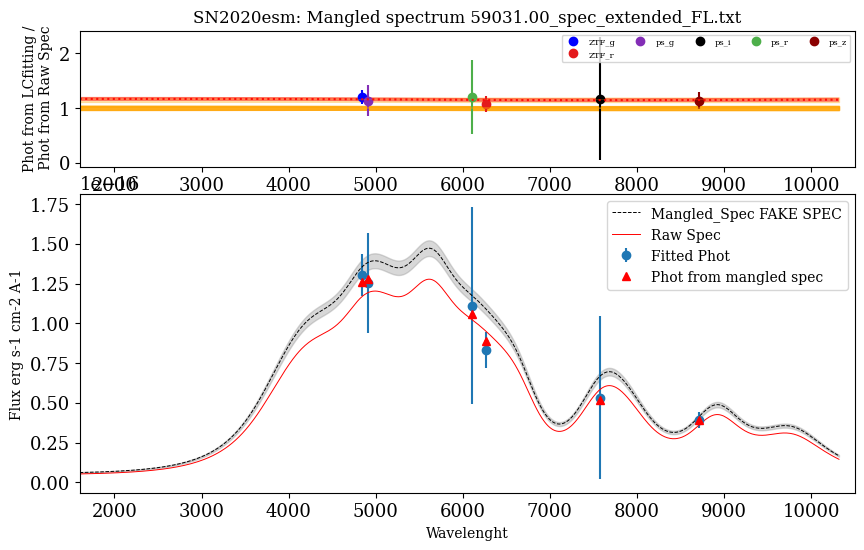 SN2020esm: Mangled spectrum 59031.00_spec_extended_FL.txt
Phot from LCfitting /
Phot from Raw Spec
2
1
0
ZTF_g
ps_g
ps_i
ps_r
ps_z
ZTF_r
2000
3000
4000
5000
6000
7000
8000
9000
10000
1e−16
Flux erg s-1 cm-2 A-1
1.75
1.50
1.25
1.00
0.75
0.50
0.25
0.00
Mangled_Spec FAKE SPEC
Raw Spec
Fitted Phot
Phot from mangled spec
2000
3000
4000
5000
6000
7000
8000
9000
10000
Wavelenght